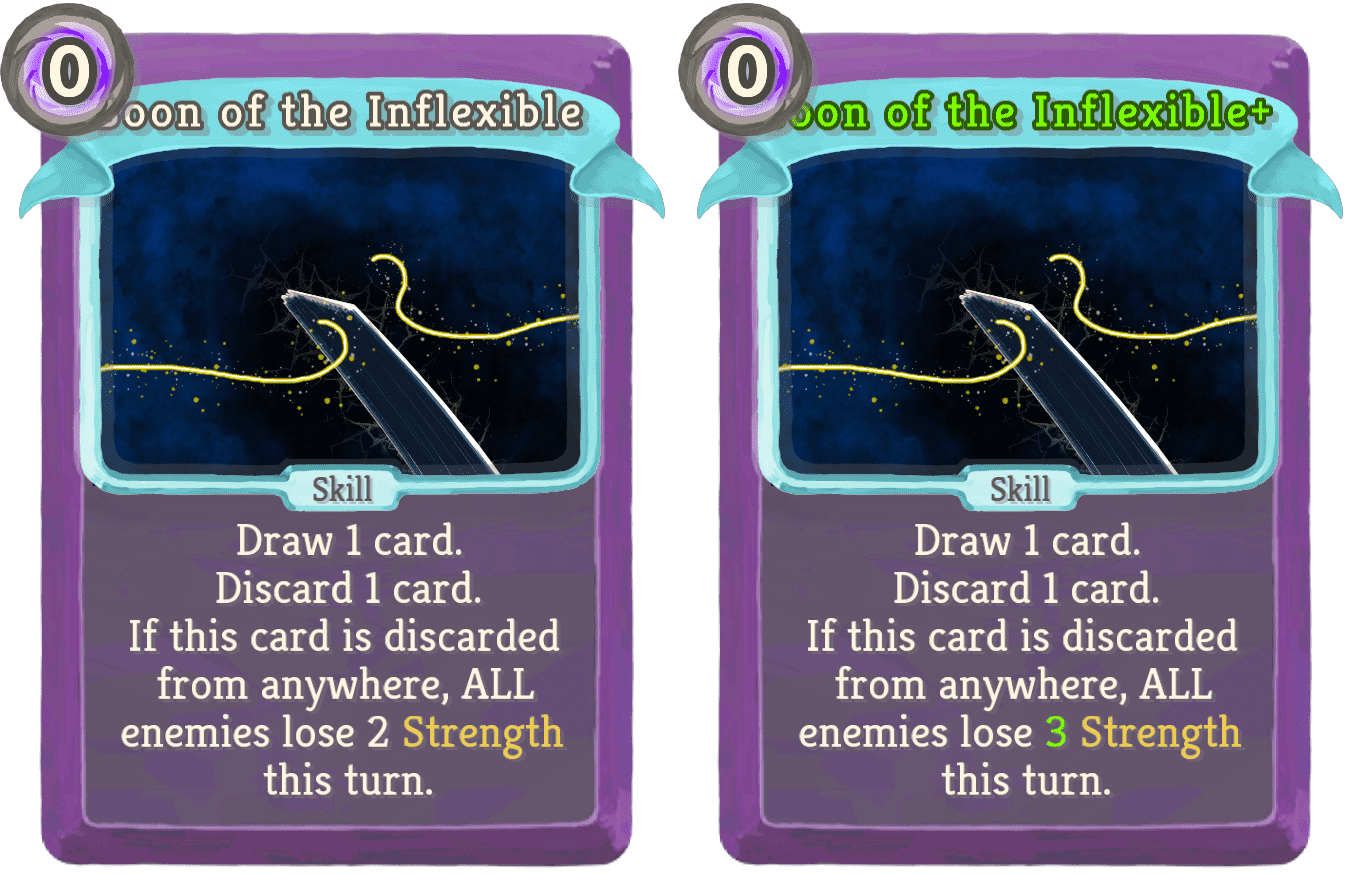 0
oon of the Inflexible
Skill
Draw 1 card.
Discard 1 card.
If this card is discarded
from anywhere, ALL
enemies lose 2 Strength
this turn.
0
oon of the Inflexible+
Skill
Draw 1 card.
Discard 1 card.
If this card is discarded
from anywhere, ALL
enemies lose 3 Strength
this turn.